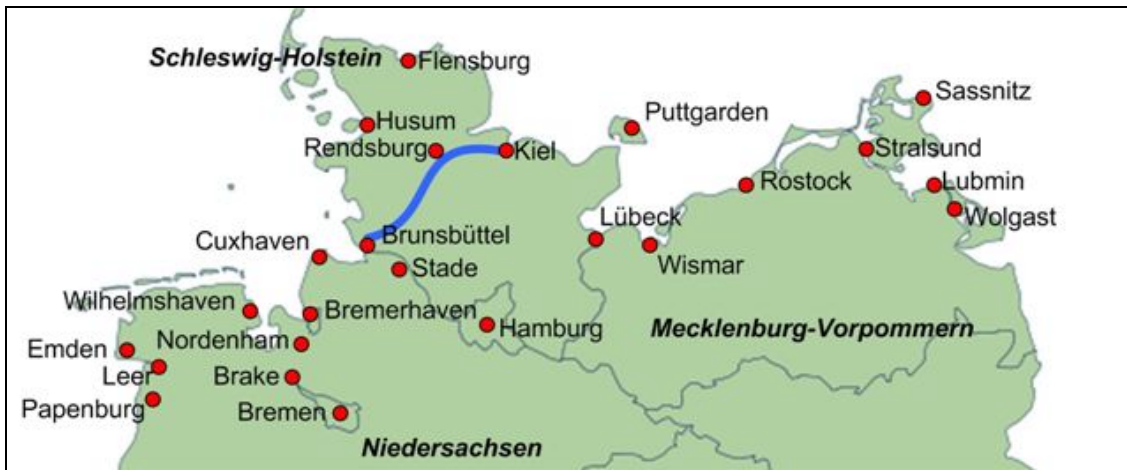 Schleswig-Holstein
Flensburg
Sassnitz
Puttgarden
Husum
Rendsburg
Kiel
Stralsund
Rostock
Lubmin
Wolgast
Lübeck
Brunsbüttel
Cuxhaven
Wismar
Stade
Wilhelmshaven
Bremerhaven
Hamburg
Mecklenburg-Vorpommern
Nordenham
Emden
Leer
Brake
Papenburg
Bremen
Niedersachsen